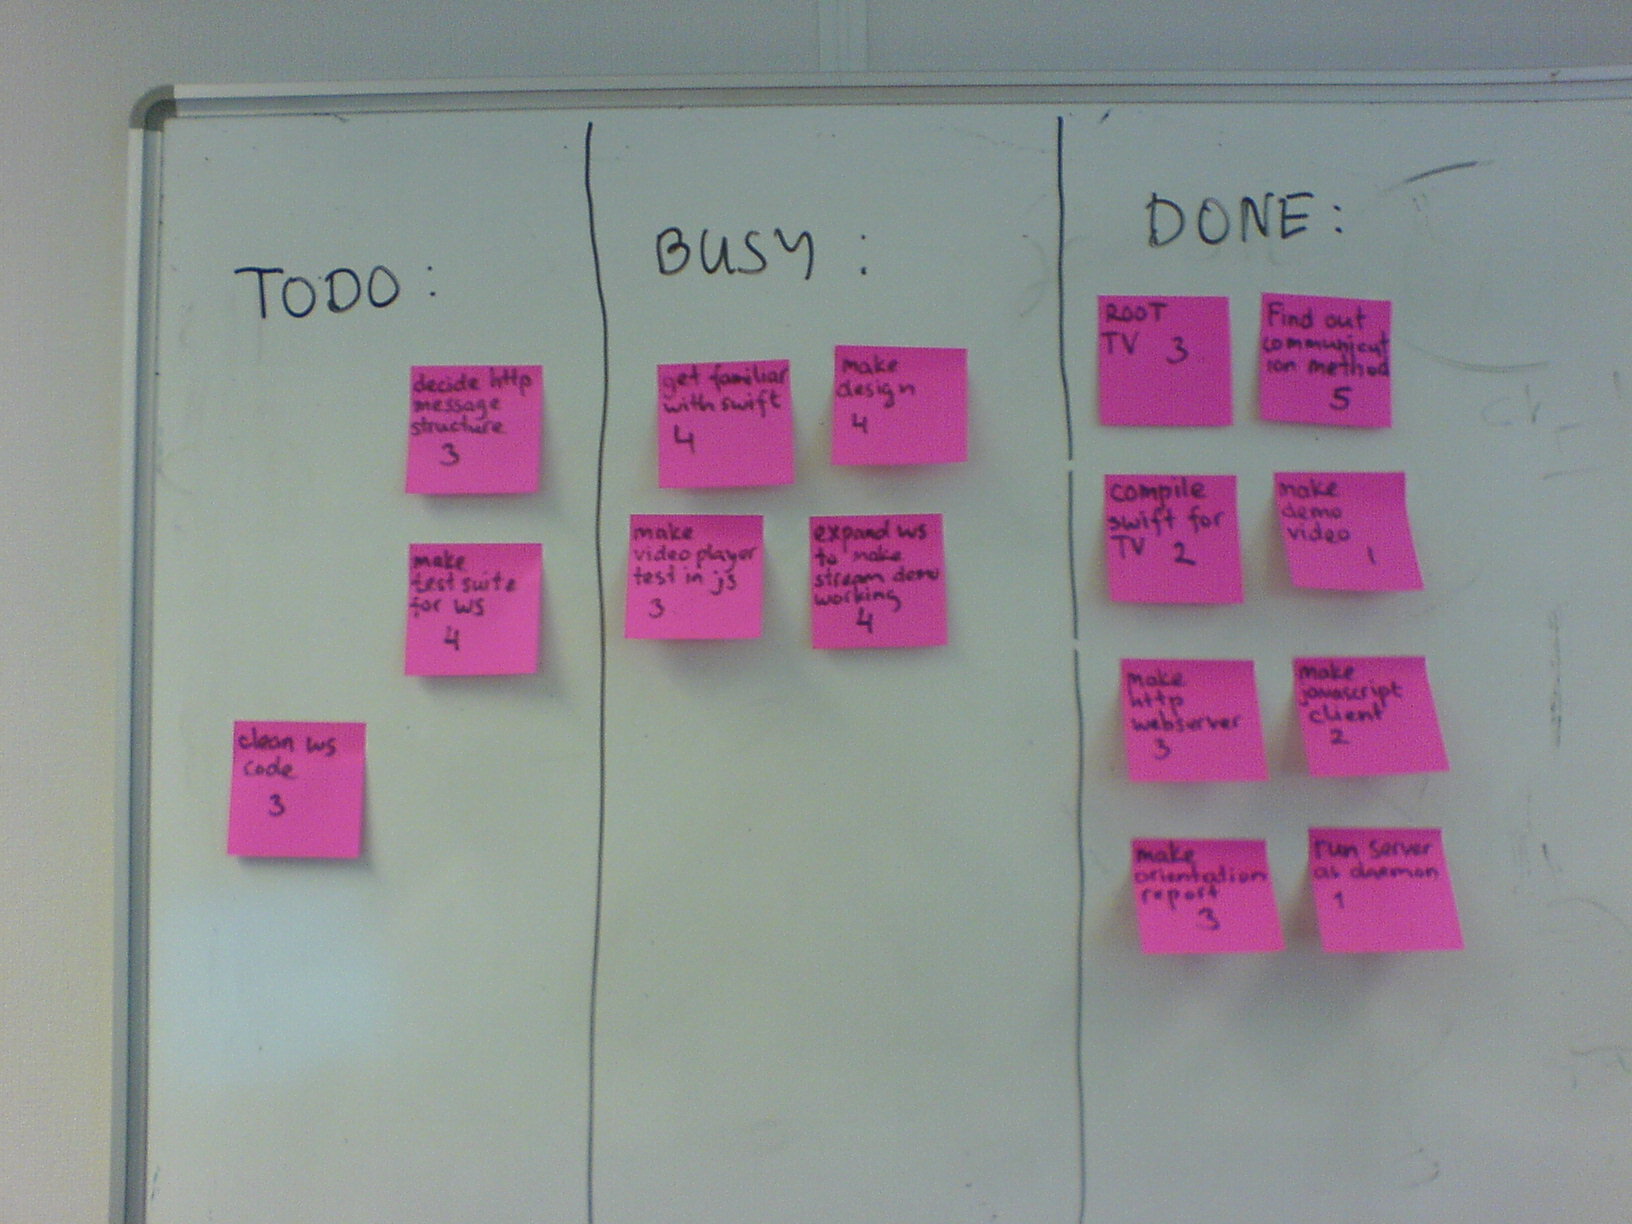 TODO:
decide http
message
structure
3
make
test suite
for ws
4
clean ws
code
3
BUSY:
get familiar
with swift
4
make
design
4
make
video player
test in js
3
expand ws
to make
stream demo
working
4
DONE:
ROOT
TV 3
Find out
communicat
ion method
5
compile
swift for
TV 2
make
demo
video
1
make
http
webserver
3
make
javascript
client
2
make
orientation
report
3
run server
as daemon
1